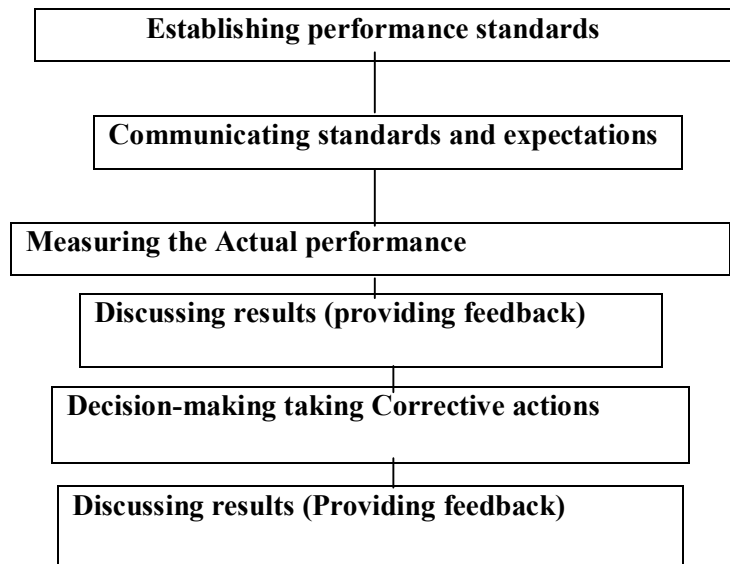 Establishing performance standards
Communicating standards and expectations
Measuring the Actual performance
Discussing results (providing feedback)
Decision-making taking Corrective actions
Discussing results (Providing feedback)